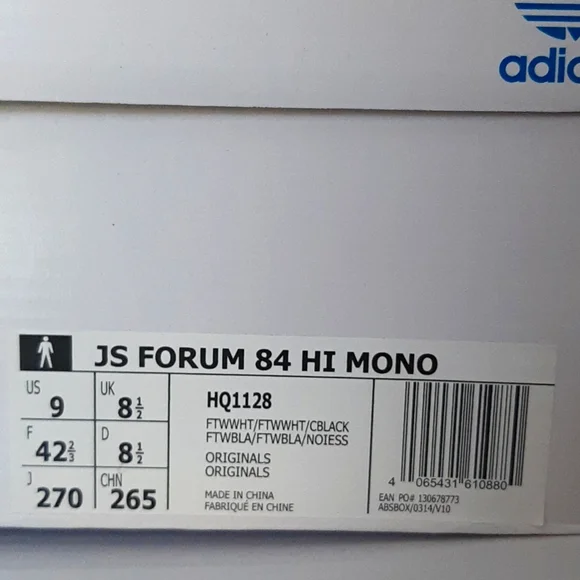 adid
JS FORUM 84 HI MONO
US 9 UK 8½
F 42⅔ D 8½
J 270 CHN 265
HQ1128
FTWWHT/FTWWHT/CBLACK
FTWBLA/FTWBLA/NOIESS
ORIGINALS
ORIGINALS
MADE IN CHINA
FABRIQUÉ EN CHINE
4 065431 610880
EAN PO# 130678773
ABSBOX/0314/V10